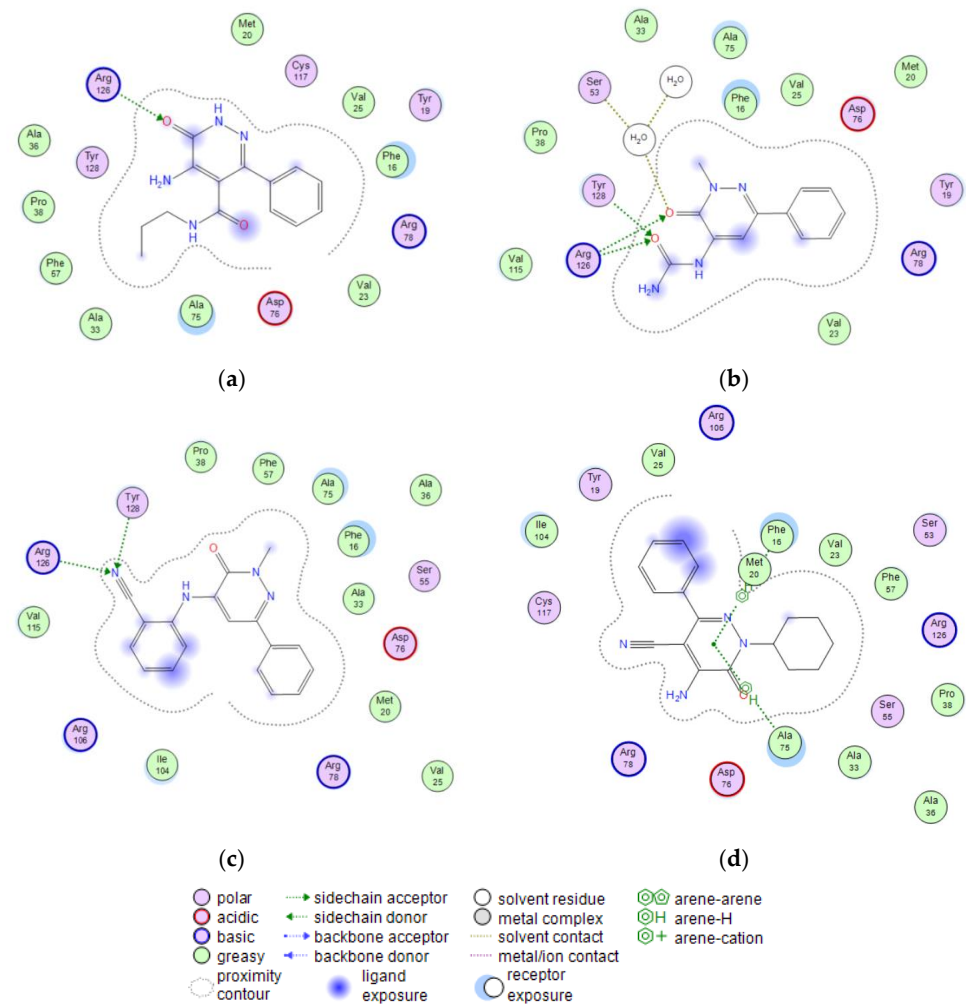 Met
20
Cys
117
Arg
126
Val
25
Tyr
19
Ala
36
Tyr
128
Phe
16
Pro
38
Arg
78
Phe
57
Val
23
Ala
33
Ala
75
Asp
76
O
H
N
N
H₂N
N
H
O
(a)
Ala
33
Ala
75
Ser
53
H₂O
Met
20
Val
25
Phe
16
Asp
76
Pro
38
H₂O
Tyr
128
Tyr
19
Arg
126
Val
115
Arg
78
Val
23
N
N
O
O
N
H
H₂N
(b)
Pro
38
Phe
57
Ala
75
Ala
36
Tyr
128
Phe
16
Arg
126
Ser
55
Val
115
Ala
33
Asp
76
Met
20
Arg
106
Ile
104
Arg
78
Val
25
N
H
N
O
N
N
(c)
Arg
106
Val
25
Tyr
19
Ile
104
Phe
16
Ser
53
Val
23
Met
20
Phe
57
Cys
117
Arg
126
Ser
55
Pro
38
Ala
75
Ala
33
Arg
78
Asp
76
Ala
36
H
N
N
N
H₂N
O
H
(d)
polar sidechain acceptor solvent residue arene-arene
acidic sidechain donor metal complex H arene-H
basic backbone acceptor solvent contact + arene-cation
greasy backbone donor metal/ion contact
proximity ligand receptor
contour exposure exposure